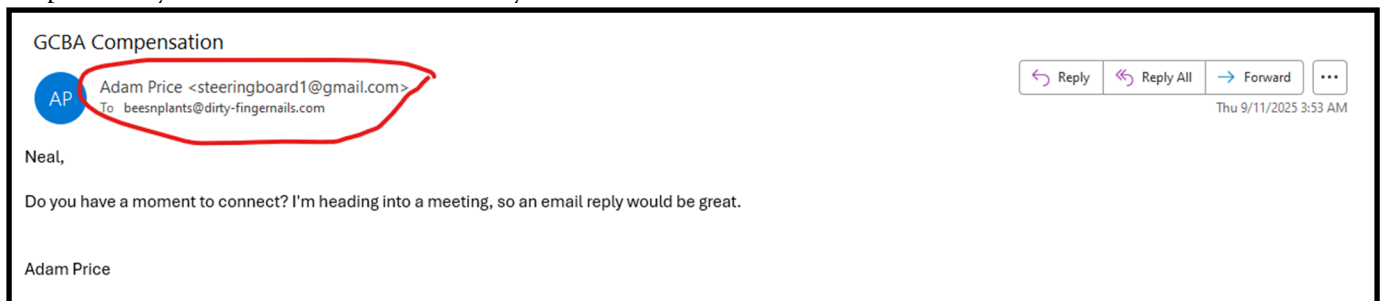 GCBA Compensation
AP
Adam Price <steeringboard1@gmail.com>
To beesnplants@dirty-fingernails.com
Reply
Reply All
Forward
Thu 9/11/2025 3:53 AM
Neal,
Do you have a moment to connect? I'm heading into a meeting, so an email reply would be great.
Adam Price